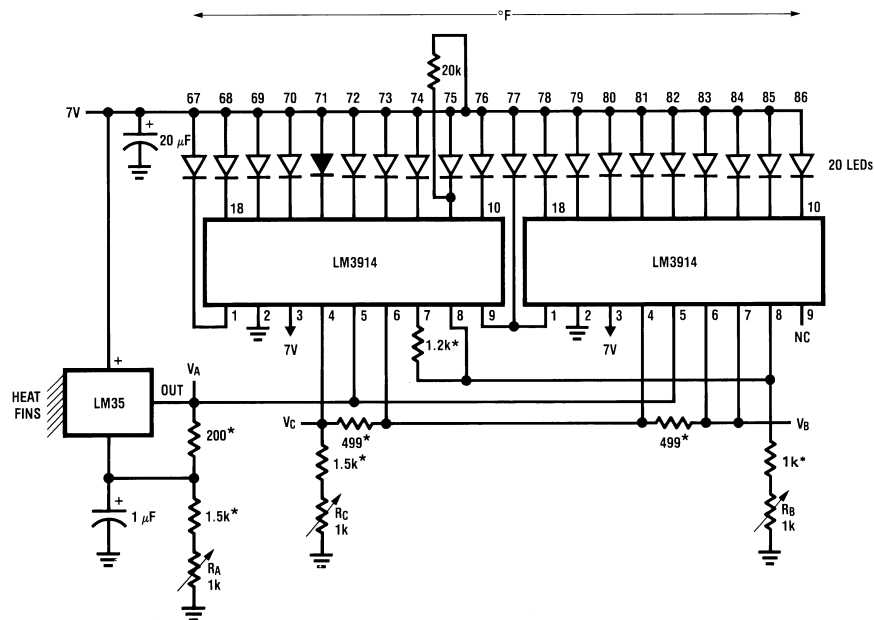 °F
20k
67 68 69 70 71 72 73 74 75 76 77 78 79 80 81 82 83 84 85 86
7V
+
20 μF
20 LEDs
18 10 18 10
LM3914 LM3914
1 2 3 4 5 6 7 8 9 1 2 3 4 5 6 7 8 9
7V 1.2k* 7V NC
+
HEAT FINS
LM35
OUT
VA
200*
VC 499* 499* VB
1.5k* 1k*
+
1 μF
1.5k*
RC 1k
RB 1k
RA 1k